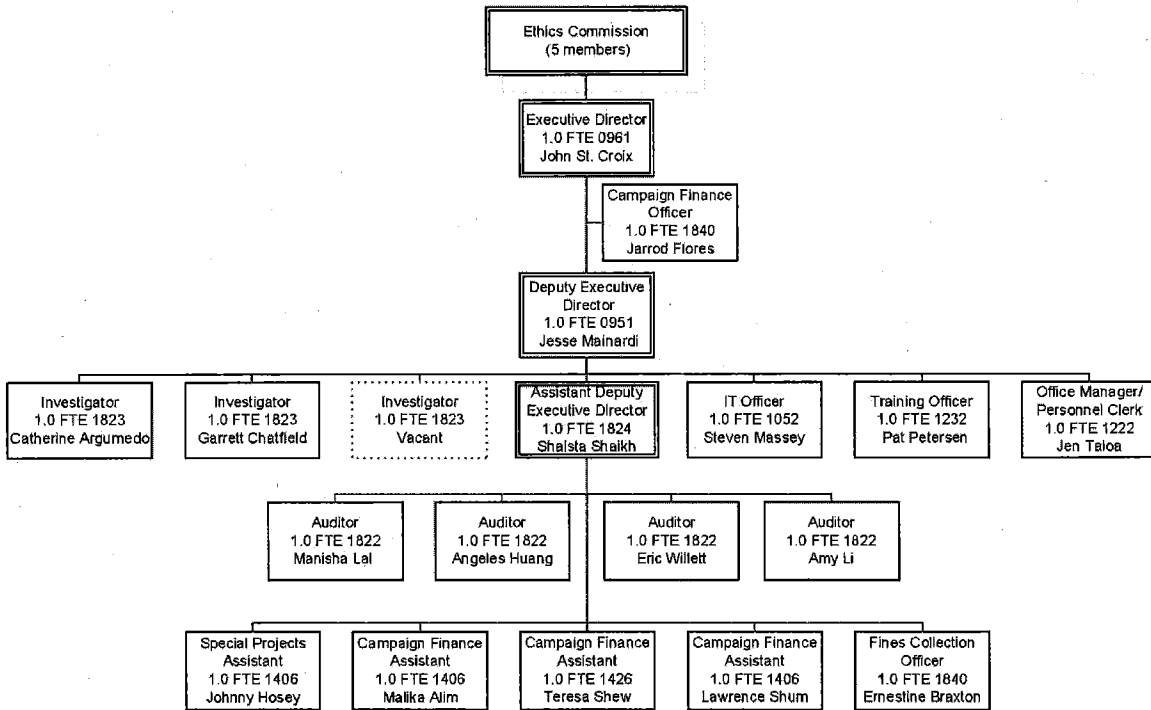 Ethics Commission
(5 members)
Executive Director
1.0 FTE 0961
John St. Croix
Campaign Finance
Officer
1.0 FTE 1840
Jarrod Flores
Deputy Executive
Director
1.0 FTE 0951
Jesse Mainardi
Investigator
1.0 FTE 1823
Catherine Argumedo
Investigator
1.0 FTE 1823
Garrett Chatfield
Investigator
1.0 FTE 1823
Vacant
Assistant Deputy
Executive Director
1.0 FTE 1824
Shaista Shaikh
IT Officer
1.0 FTE 1052
Steven Massey
Training Officer
1.0 FTE 1232
Pat Petersen
Office Manager/
Personnel Clerk
1.0 FTE 1222
Jen Taloa
Auditor
1.0 FTE 1822
Manisha Lal
Auditor
1.0 FTE 1822
Angeles Huang
Auditor
1.0 FTE 1822
Eric Willett
Auditor
1.0 FTE 1822
Amy Li
Special Projects
Assistant
1.0 FTE 1406
Johnny Hosey
Campaign Finance
Assistant
1.0 FTE 1406
Malika Alim
Campaign Finance
Assistant
1.0 FTE 1426
Teresa Shew
Campaign Finance
Assistant
1.0 FTE 1406
Lawrence Shum
Fines Collection
Officer
1.0 FTE 1840
Ernestine Braxton